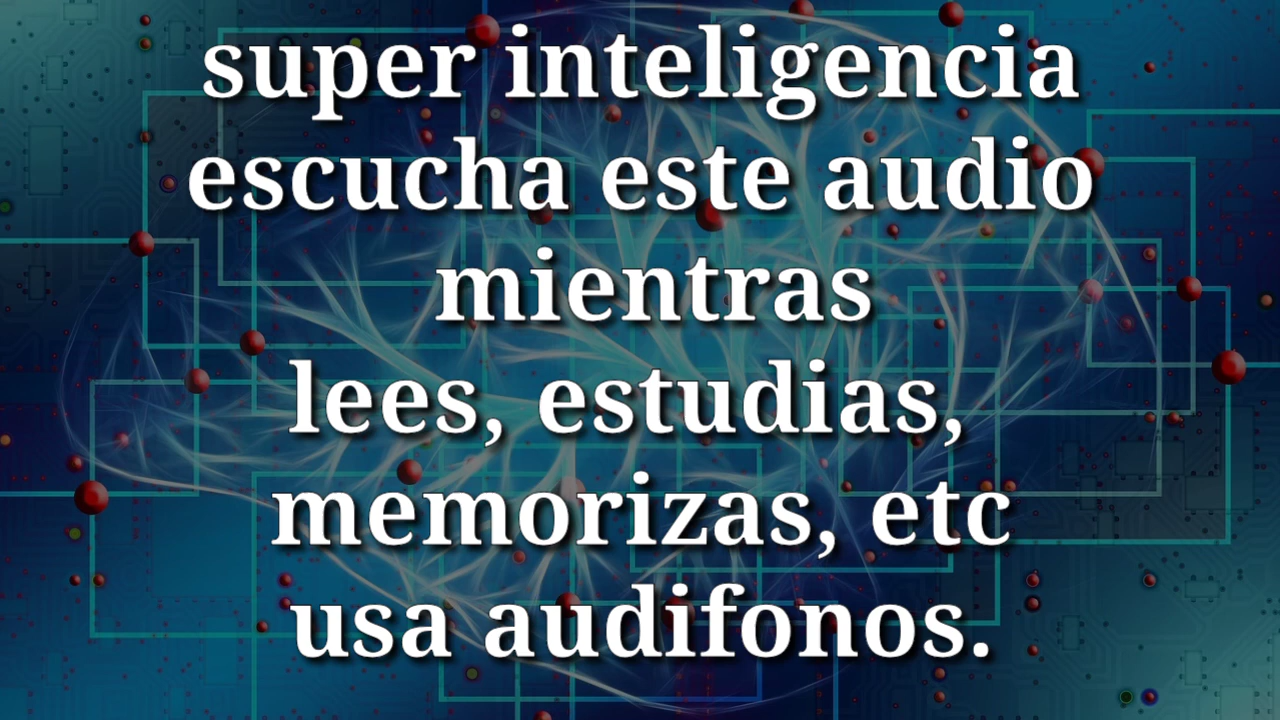 super inteligencia
escucha este audio
mientras
lees, estudias,
memorizas, etc
usa audifonos.